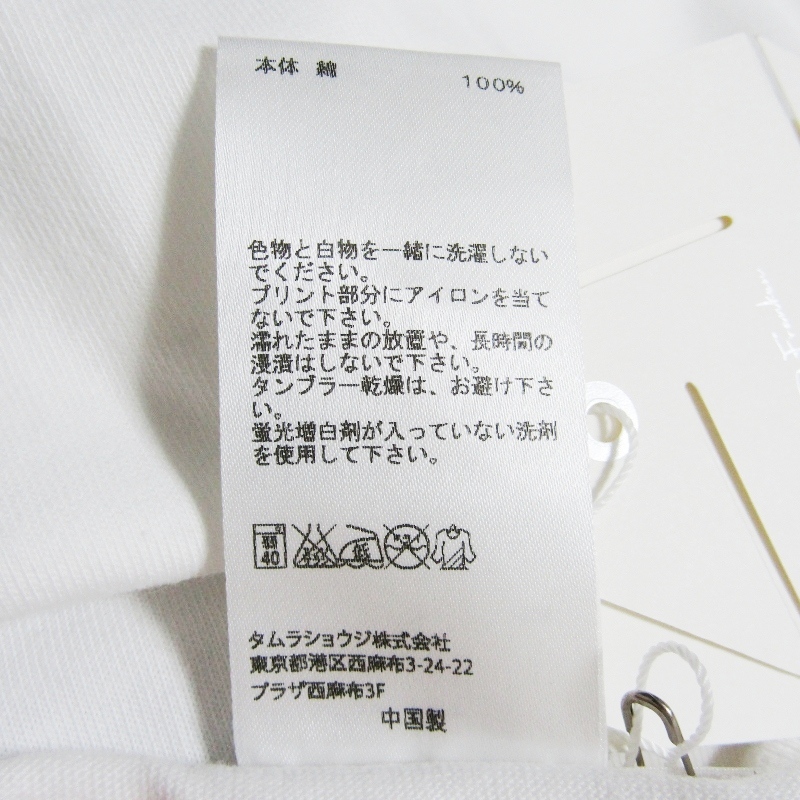 本体 綿 100%
色物と白物を一緒に洗濯しない
でください。
プリント部分にアイロンを当て
ないで下さい。
濡れたままの放置や、長時間の
浸漬はしないで下さい。
タンブラー乾燥は、お避け下さ
い。
蛍光増白剤が入っていない洗剤
を使用して下さい。
弱
40
低
タムラショウジ株式会社
東京都港区西麻布3-24-22
プラザ西麻布3F
中国製